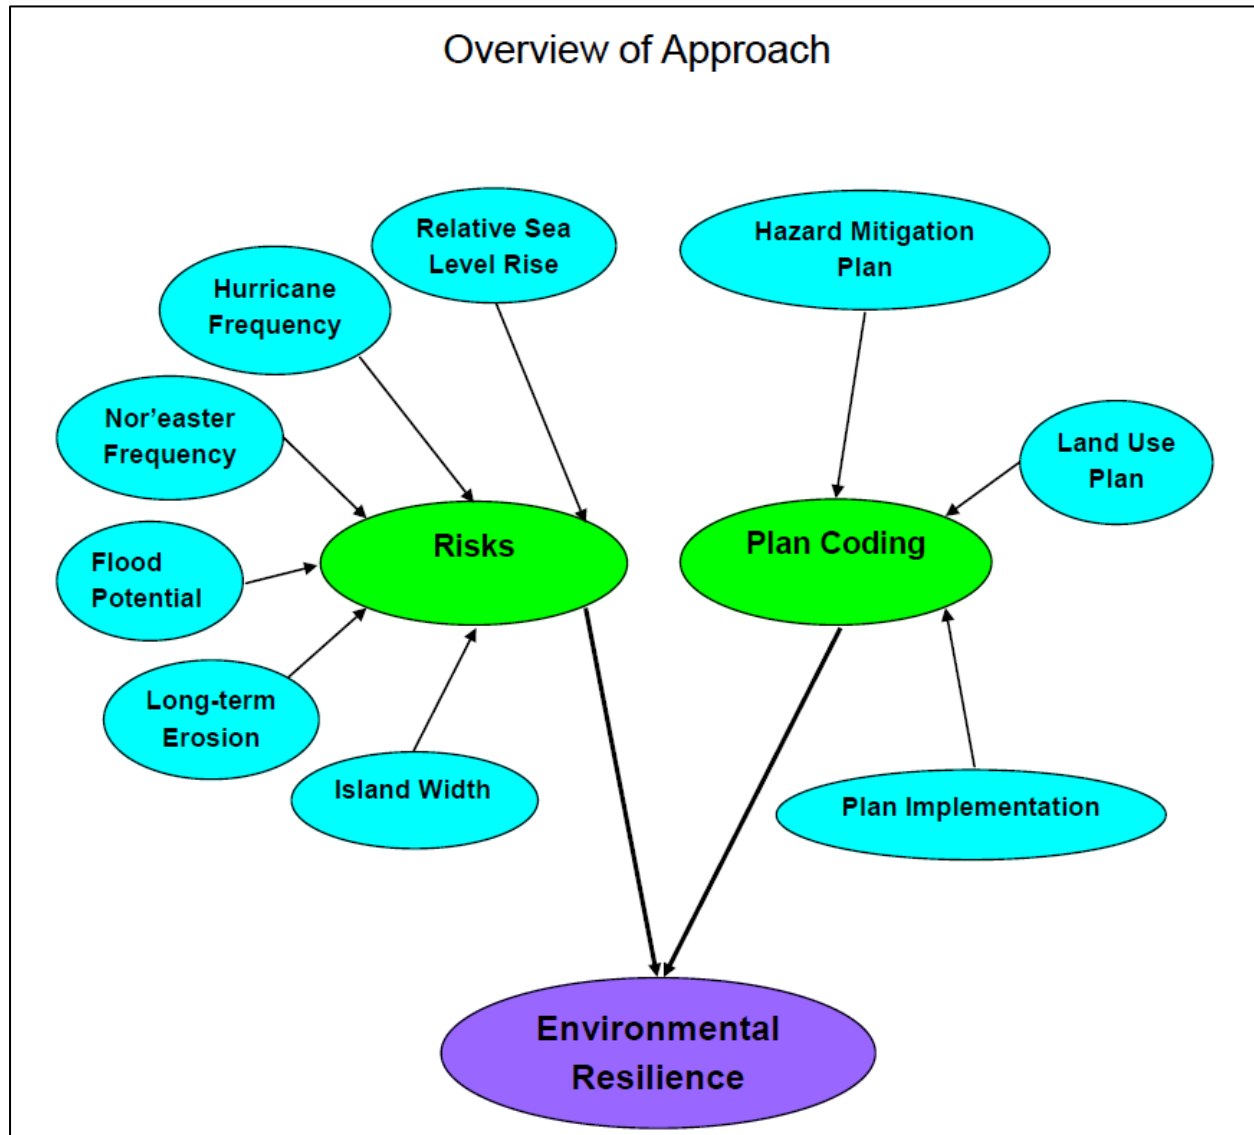 Overview of Approach
Relative Sea
Level Rise
Hazard Mitigation
Plan
Hurricane
Frequency
Nor’easter
Frequency
Land Use
Plan
Risks
Plan Coding
Flood
Potential
Long-term
Erosion
Island Width
Plan Implementation
Environmental
Resilience